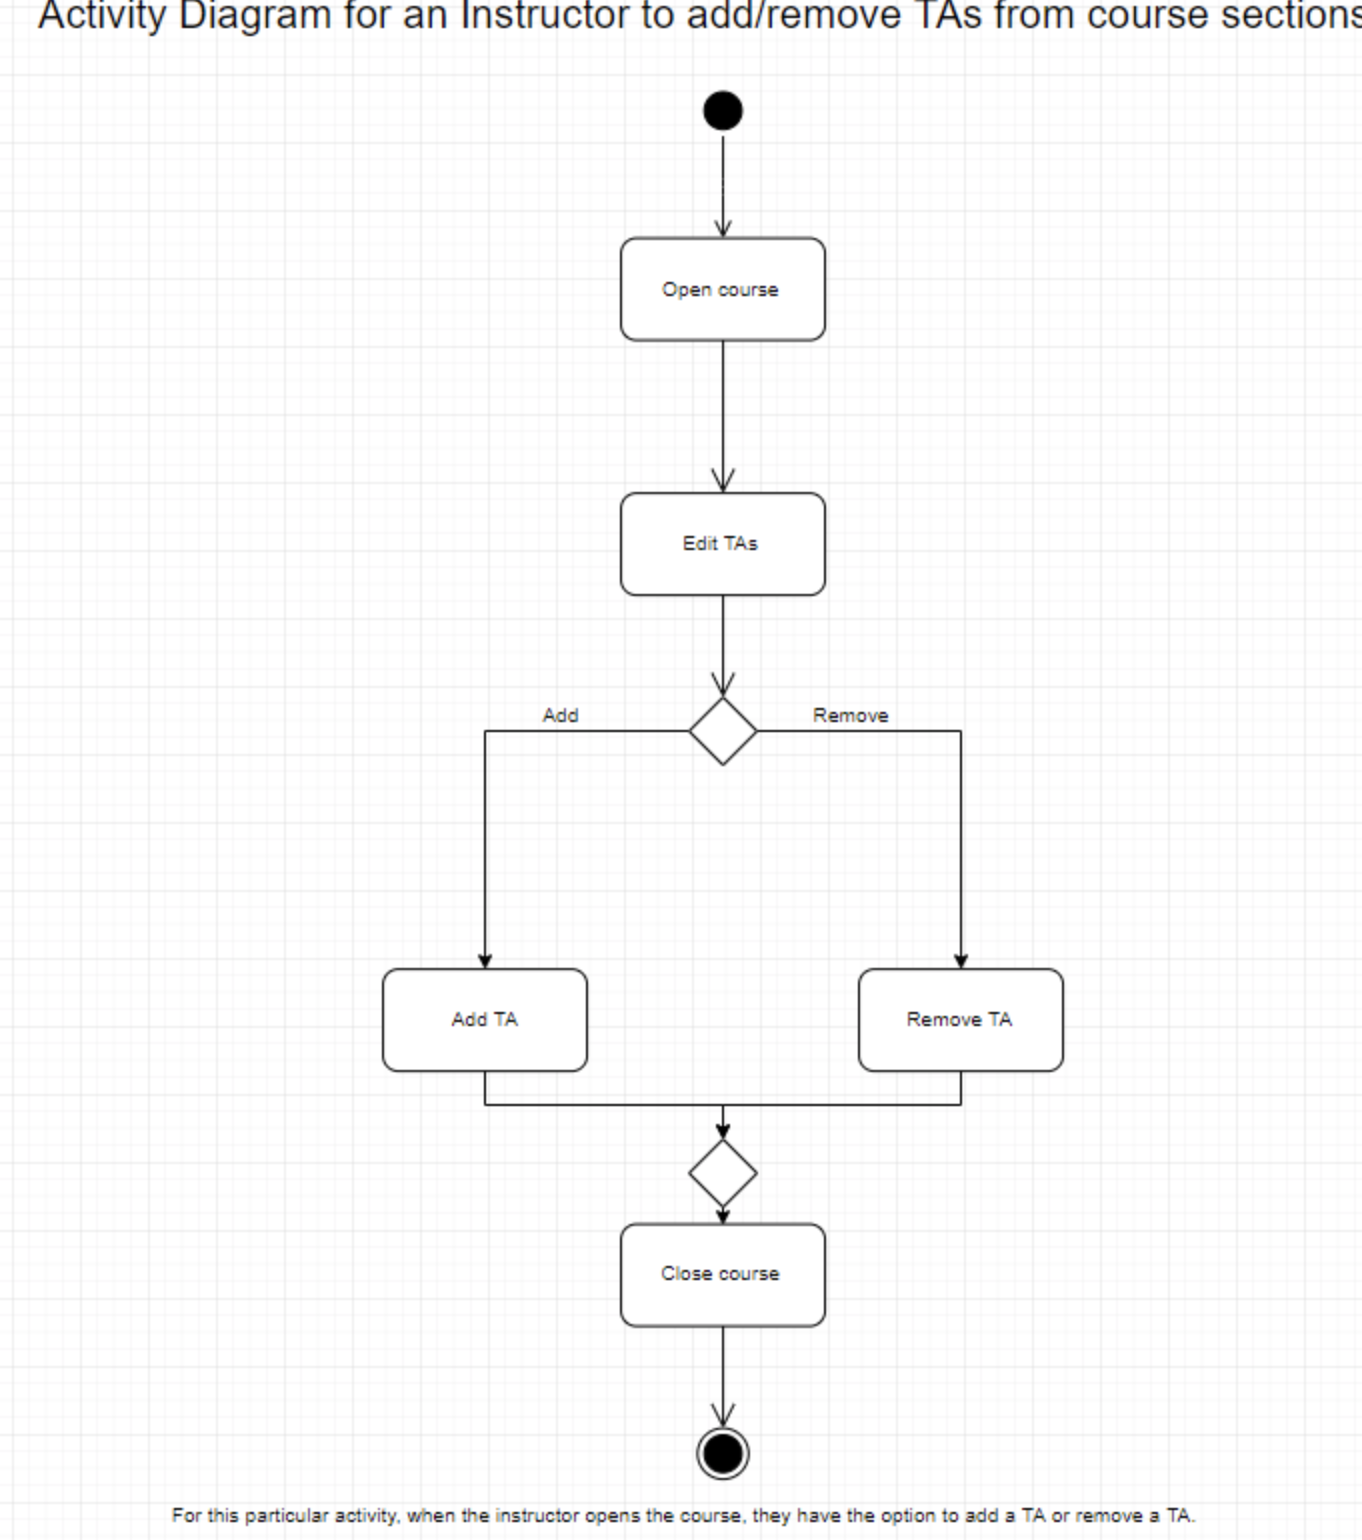 Activity Diagram for an Instructor to add/remove TAs from course sections
Open course
Edit TAs
Add
Remove
Add TA
Remove TA
Close course
For this particular activity, when the instructor opens the course, they have the option to add a TA or remove a TA.